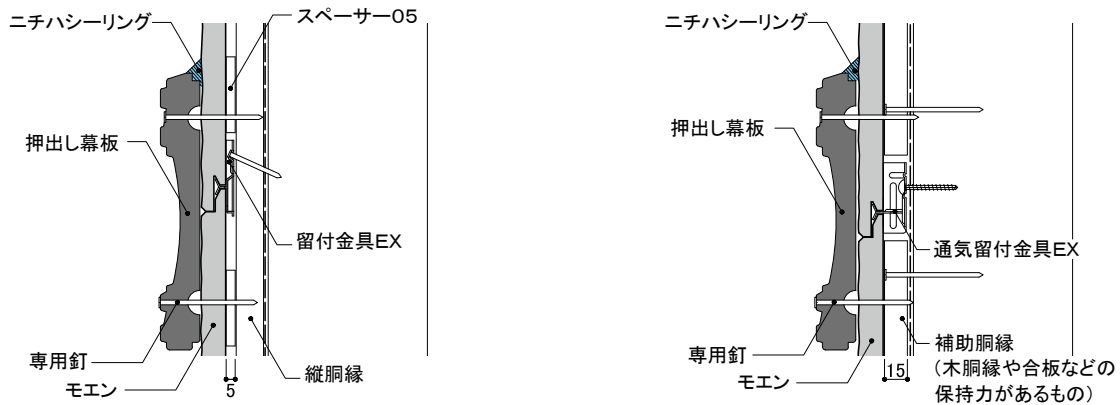 ニチハシーリング
スペーサー05
押出し幕板
留付金具EX
専用釘
モエン
5
縦胴縁
ニチハシーリング
押出し幕板
通気留付金具EX
専用釘
モエン
15
補助胴縁
（木胴縁や合板などの
保持力があるもの）